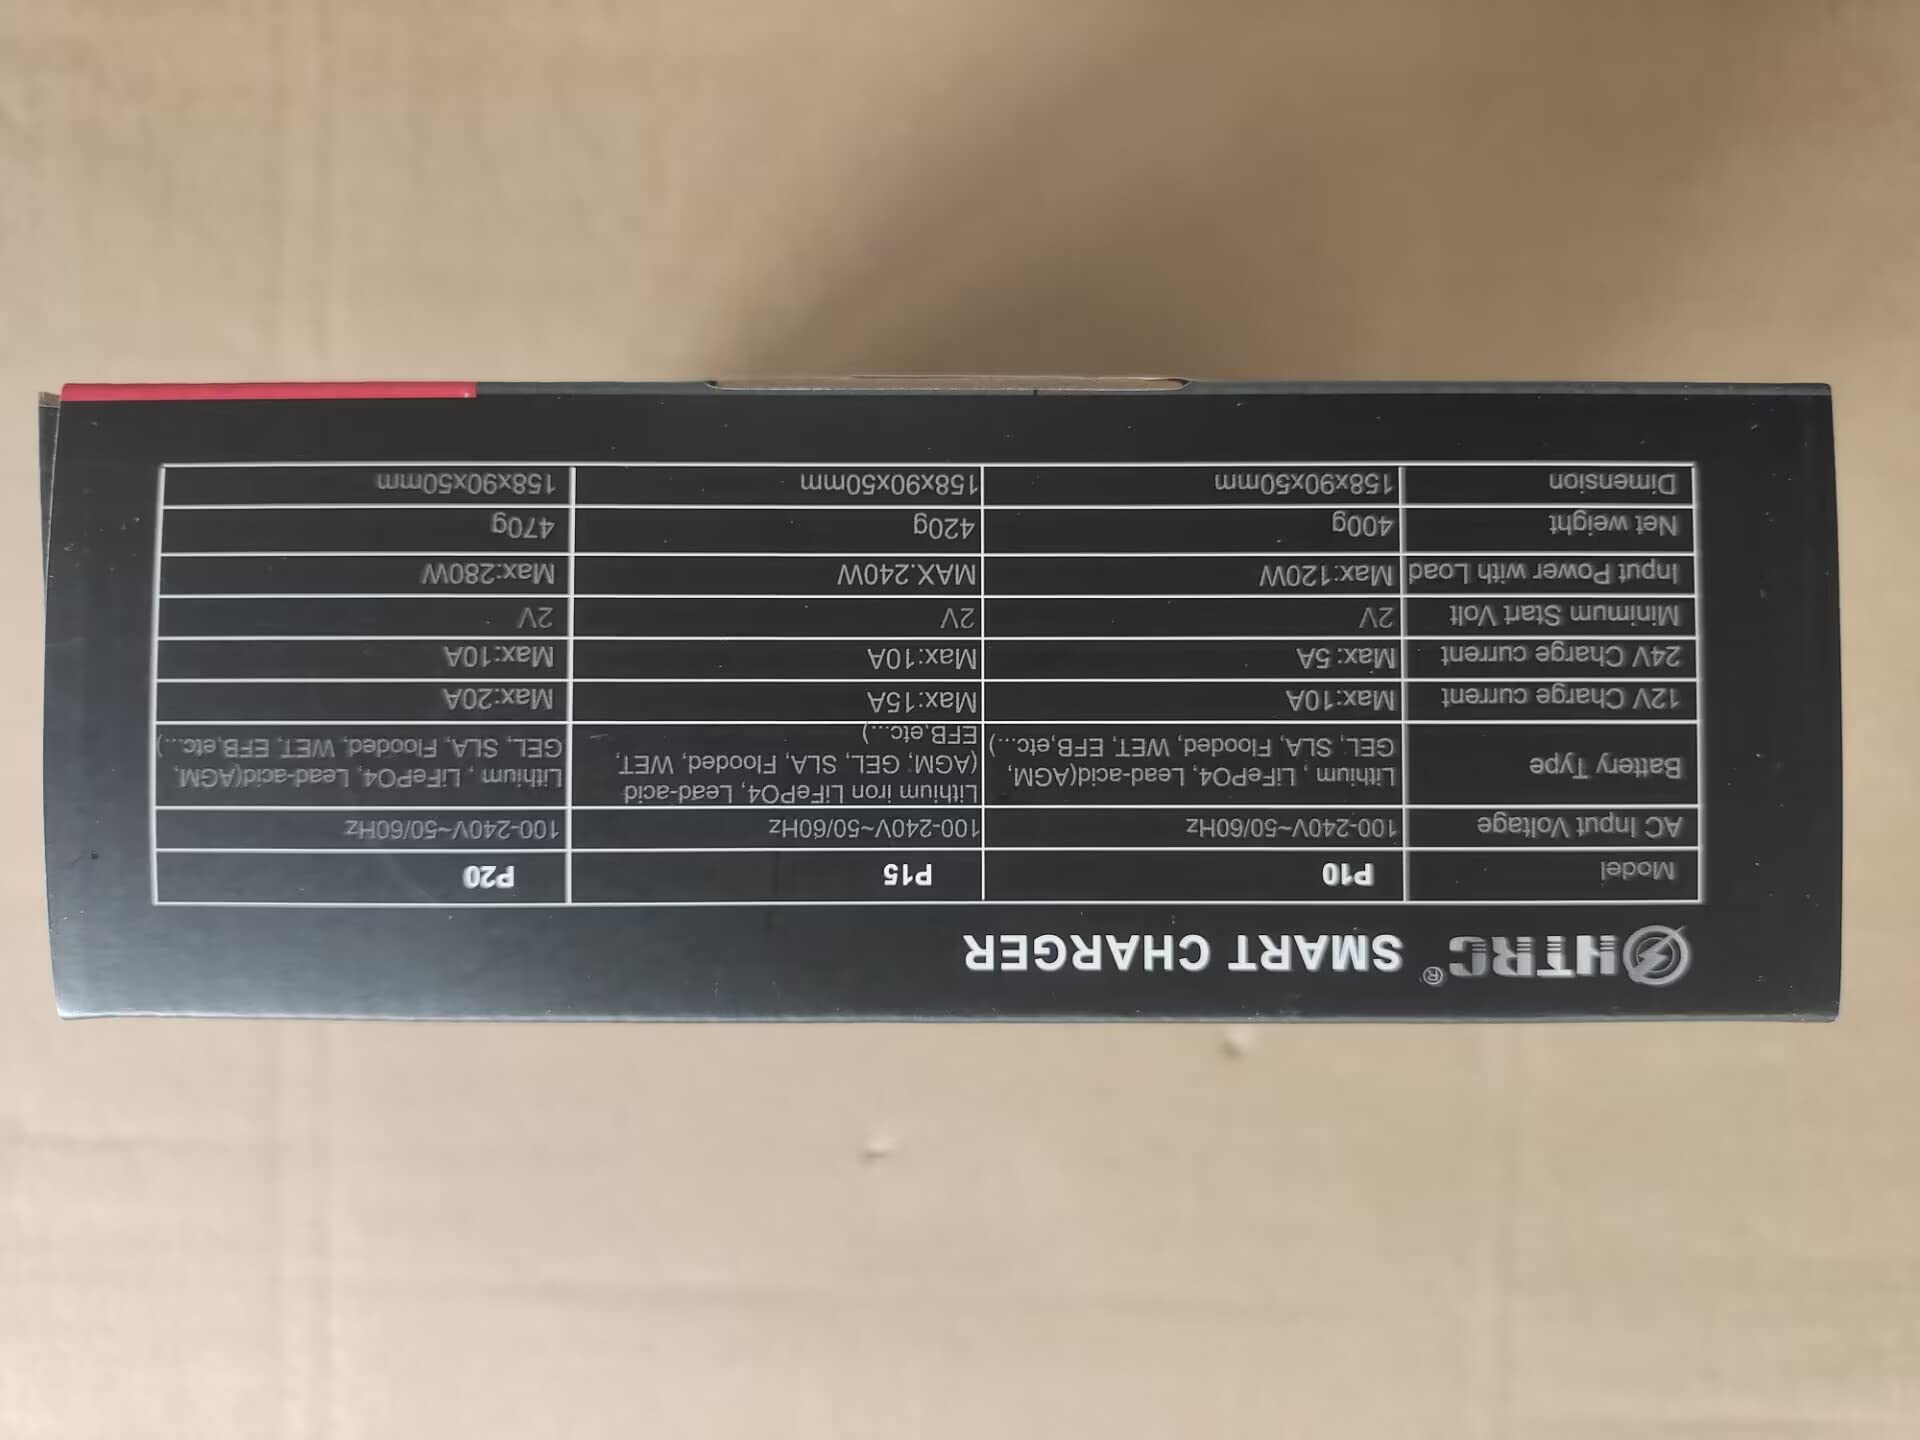 HTRC® SMART CHARGER
Model P10 P15 P20
AC Input Voltage 100-240V~50/60Hz 100-240V~50/60Hz 100-240V~50/60Hz
Battery Type
Lithium , LiFePO4, Lead-acid(AGM,
GEL, SLA, Flooded, WET, EFB,etc...)
Lithium iron LiFePO4, Lead-acid
(AGM, GEL, SLA, Flooded, WET,
EFB,etc...)
Lithium , LiFePO4, Lead-acid(AGM,
GEL, SLA, Flooded, WET, EFB,etc...)
12V Charge current Max:10A Max:15A Max:20A
24V Charge current Max: 5A Max:10A Max:10A
Minimum Start Volt 2V 2V 2V
Input Power with Load Max:120W MAX.240W Max:280W
Net weight 400g 420g 470g
Dimension 158x90x50mm 158x90x50mm 158x90x50mm